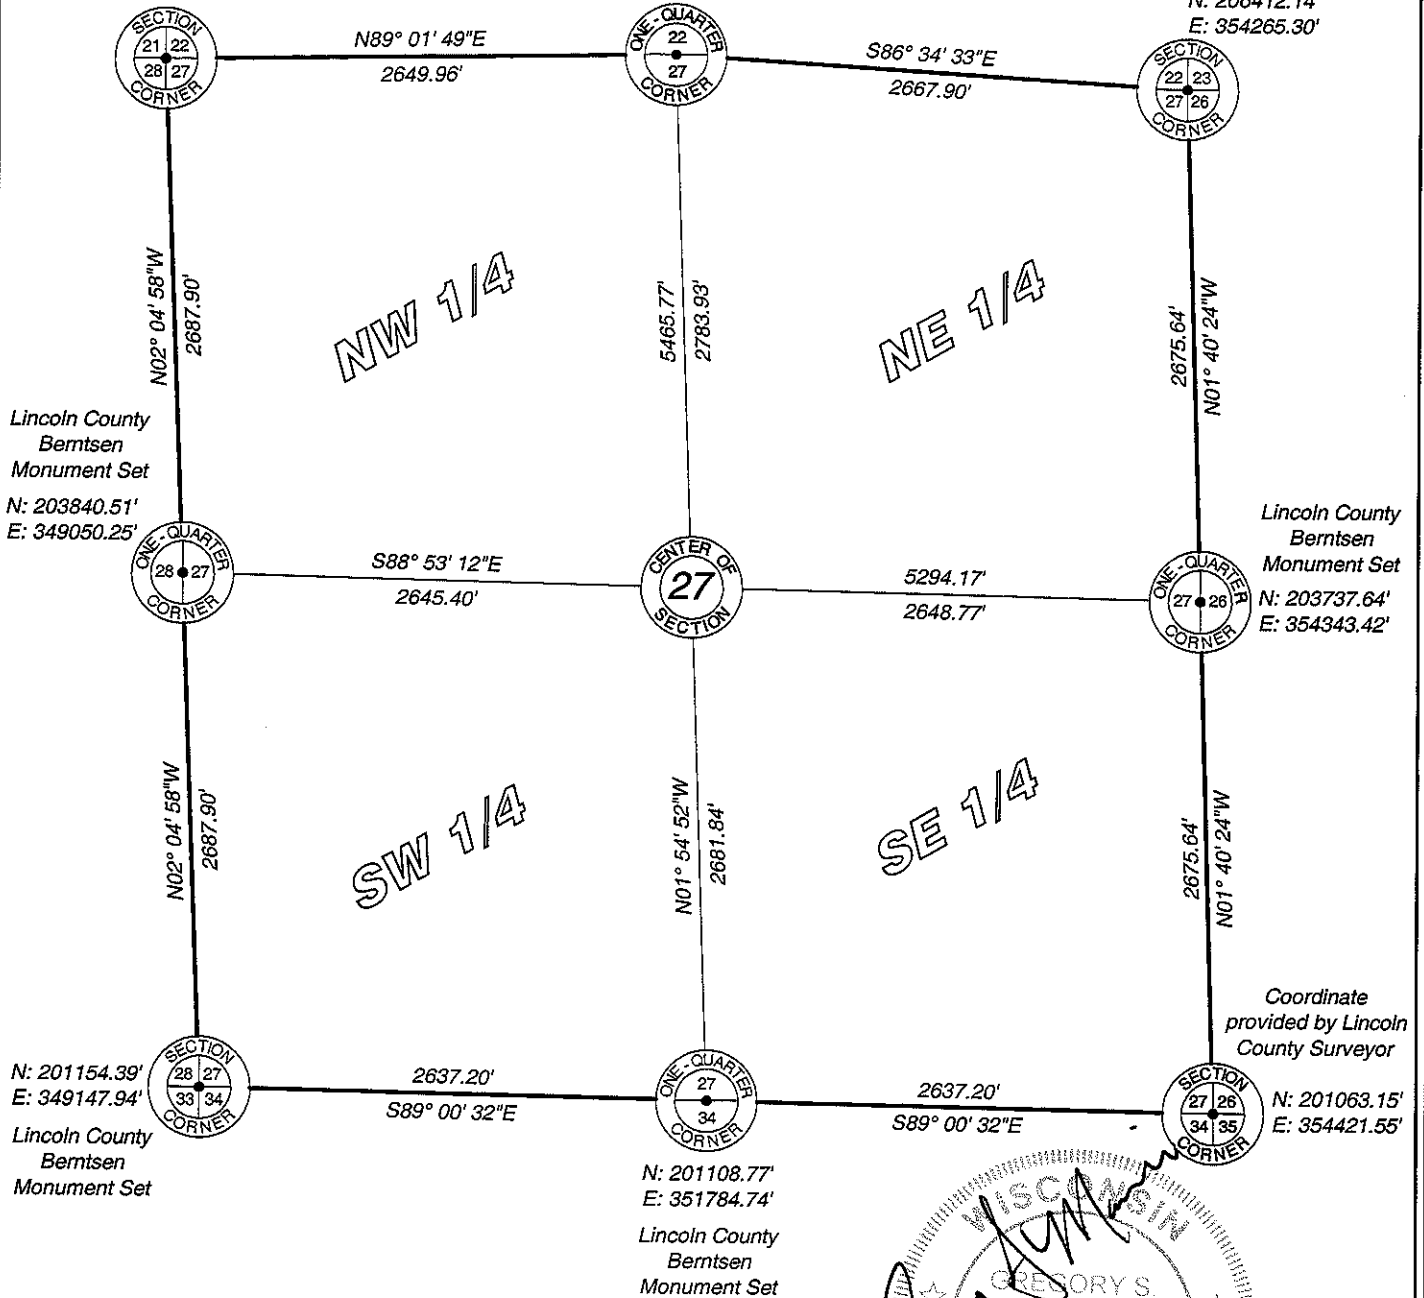 N: 206412.14'
E: 354265.30'
SECTION
21 22
28 27
CORNER
N89° 01' 49"E
2649.96'
ONE-QUARTER
22
27
CORNER
S86° 34' 33"E
2667.90'
SECTION
22 23
27 26
CORNER
N02° 04' 58"W
2687.90'
NW 1/4
5465.77'
2783.93'
NE 1/4
2675.64'
N01° 40' 24"W
Lincoln County
Berntsen
Monument Set
N: 203840.51'
E: 349050.25'
ONE-QUARTER
28 27
CORNER
S88° 53' 12"E
2645.40'
CENTER OF
27
SECTION
5294.17'
2648.77'
ONE-QUARTER
27 26
CORNER
Lincoln County
Berntsen
Monument Set
N: 203737.64'
E: 354343.42'
N02° 04' 58"W
2687.90'
SW 1/4
N01° 54' 52"W
2681.84'
SE 1/4
2675.64'
N01° 40' 24"W
Coordinate
provided by Lincoln
County Surveyor
N: 201154.39'
E: 349147.94'
Lincoln County
Berntsen
Monument Set
SECTION
28 27
33 34
CORNER
2637.20'
S89° 00' 32"E
ONE-QUARTER
27
34
CORNER
N: 201108.77'
E: 351784.74'
Lincoln County
Berntsen
Monument Set
2637.20'
S89° 00' 32"E
SECTION
27 26
34 35
CORNER
N: 201063.15'
E: 354421.55'
WISCONSIN
GREGORY S.